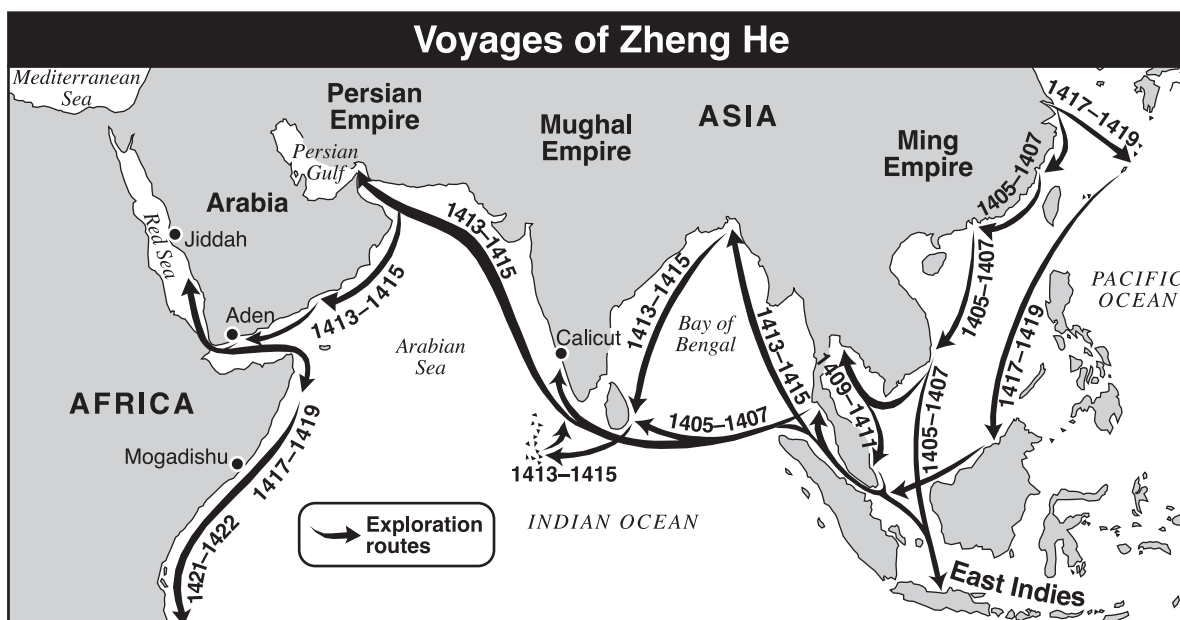 Voyages of Zheng He
Mediterranean
Sea
Persian
Empire
ASIA
Mughal
Empire
Ming
Empire
1417–1419
1405–1407
Persian
Gulf
Arabia
Red Sea
Jiddah
1413–1415
1413–1415
1405–1407
PACIFIC
OCEAN
Aden
1413–1415
Arabian
Sea
Calicut
Bay of
Bengal
1413–1415
1409–1411
1405–1407
1417–1419
AFRICA
1405–1407
Mogadishu
1417–1419
1413–1415
1421–1422
Exploration
routes
INDIAN OCEAN
East Indies